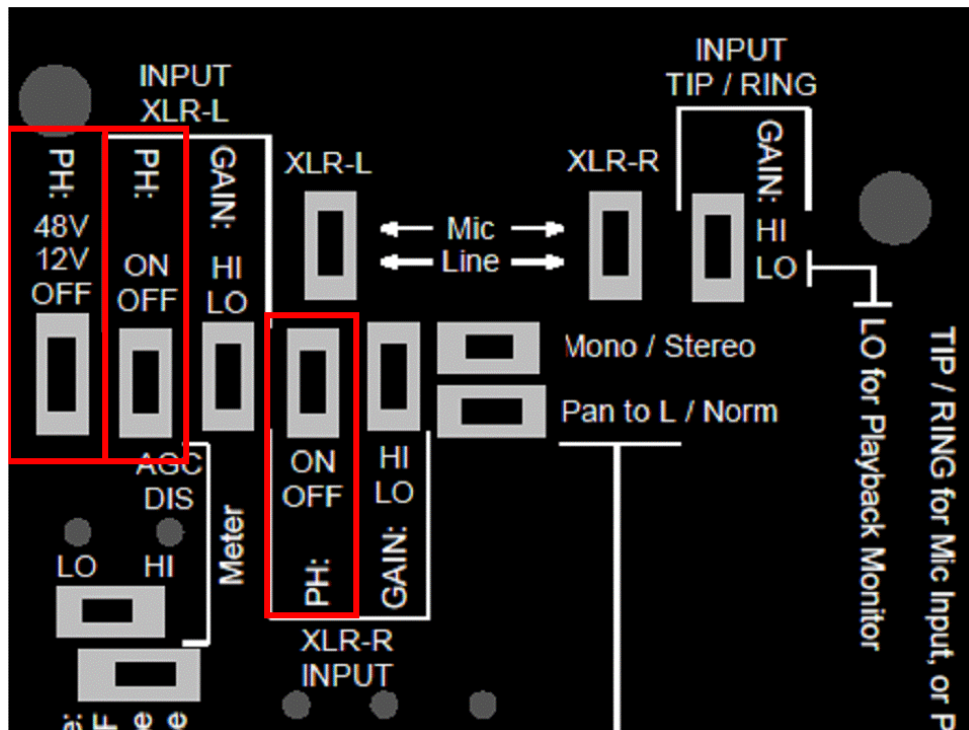 INPUT
XLR-L
INPUT
TIP / RING
PH:
48V
12V
OFF
PH:
ON
OFF
GAIN:
HI
LO
XLR-L
Mic
Line
XLR-R
GAIN:
HI
LO
Mono / Stereo
Pan to L / Norm
LO for Playback Monitor
TIP / RING for Mic Input, or P
AGC
DIS
Meter
LO HI
ON
OFF
PH:
HI
LO
GAIN:
XLR-R
INPUT